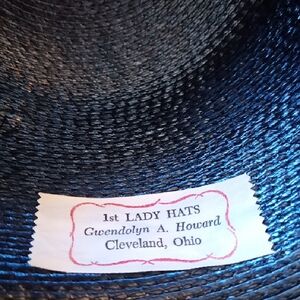 1st LADY HATS
Gwendolyn A. Howard
Cleveland, Ohio